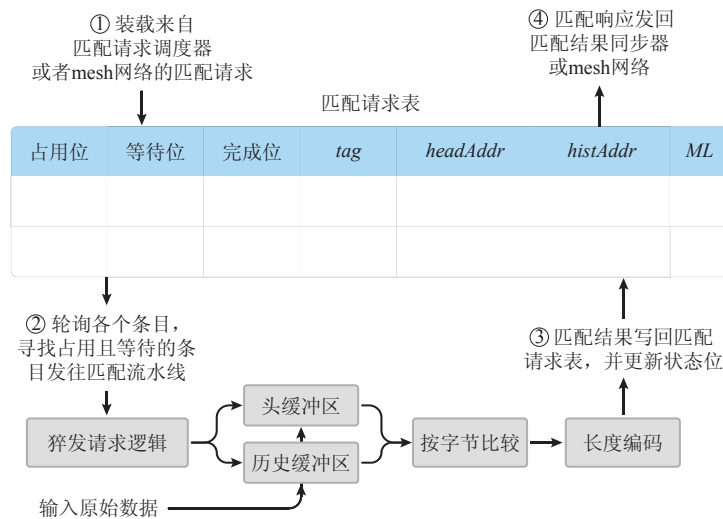 ① 装载来自
匹配请求调度器
或者mesh网络的匹配请求
④ 匹配响应发回
匹配结果同步器
或mesh网络
匹配请求表
占用位 等待位 完成位 tag headAddr histAddr ML
② 轮询各个条目，
寻找占用且等待的条
目发往匹配流水线
③ 匹配结果写回匹配
请求表，并更新状态位
猝发请求逻辑
头缓冲区
历史缓冲区
按字节比较
长度编码
输入原始数据